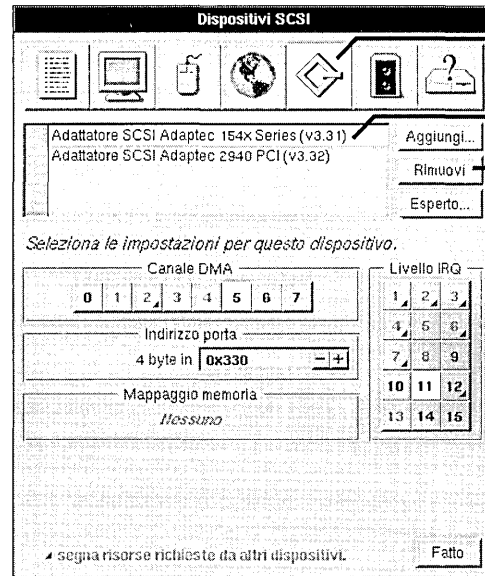 Dispositivi SCSI
?
Adattatore SCSI Adaptec 154x Series (v3.31)
Adattatore SCSI Adaptec 2940 PCI (v3.32)
Aggiungi...
Rimuovi
Esperto...
Seleziona le impostazioni per questo dispositivo.
Canale DMA
0 1 2 3 4 5 6 7
Indirizzo porta
4 byte in 0x330 - +
Mappaggio memoria
Nessuno
Livello IRQ
1 2 3
4 5 6
7 8 9
10 11 12
13 14 15
segna risorse richieste da altri dispositivi.
Fatto